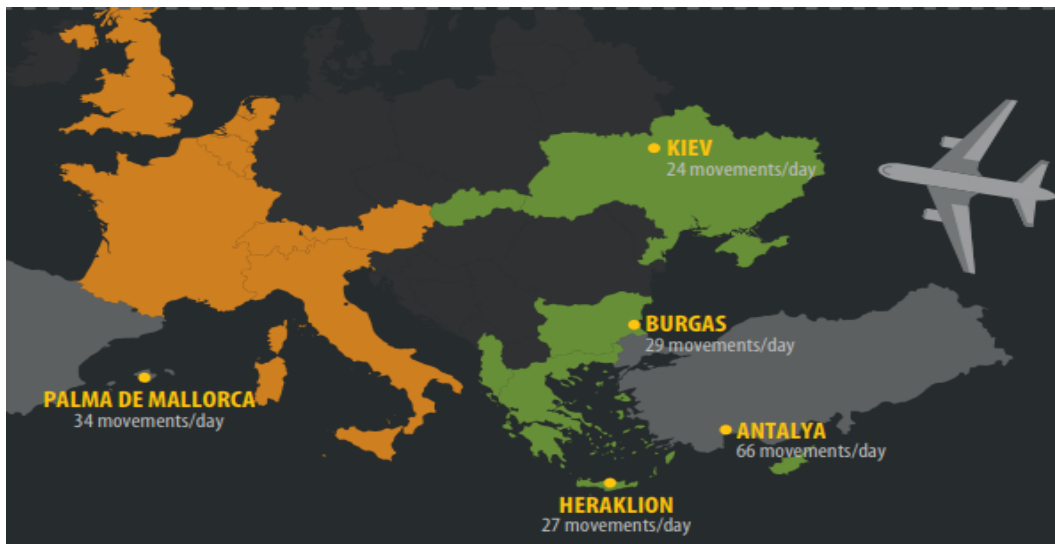 KIEV
24 movements/day
BURGAS
29 movements/day
PALMA DE MALLORCA
34 movements/day
ANTALYA
66 movements/day
HERAKLION
27 movements/day